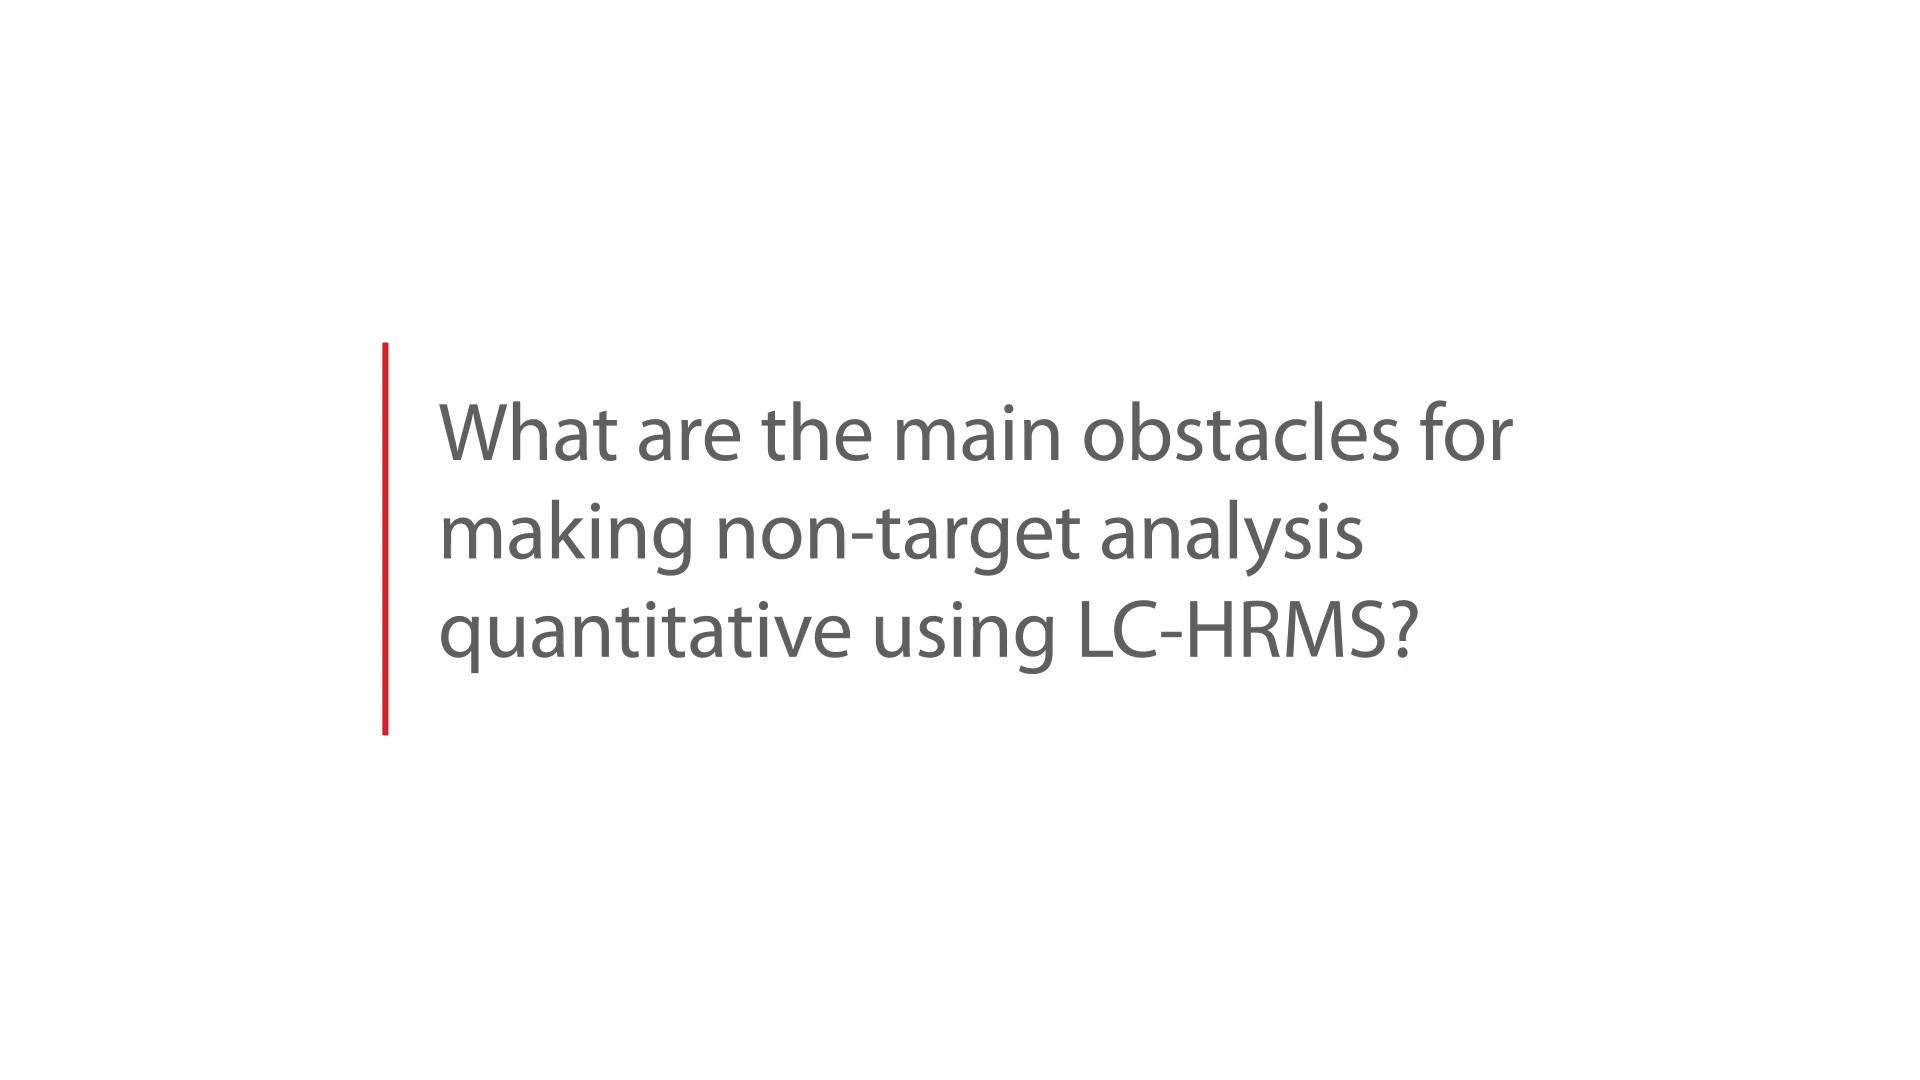 What are the main obstacles for
making non-target analysis
quantitative using LC-HRMS?